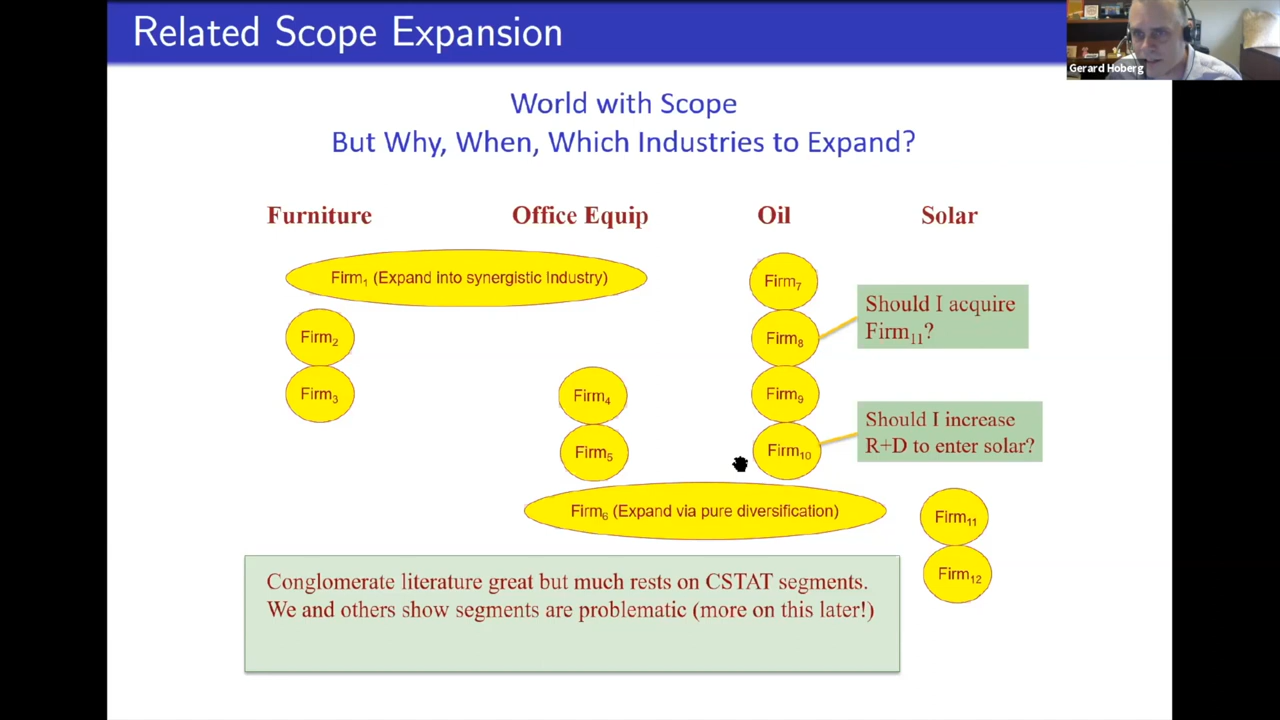 Related Scope Expansion
Gerard Hoberg
World with Scope
But Why, When, Which Industries to Expand?
Furniture
Office Equip
Oil
Solar
Firm₁ (Expand into synergistic Industry)
Firm₇
Should I acquire
Firm₁₁?
Firm₂
Firm₈
Firm₃
Firm₄
Firm₉
Should I increase
R+D to enter solar?
Firm₅
Firm₁₀
Firm₆ (Expand via pure diversification)
Firm₁₁
Firm₁₂
Conglomerate literature great but much rests on CSTAT segments.
We and others show segments are problematic (more on this later!)